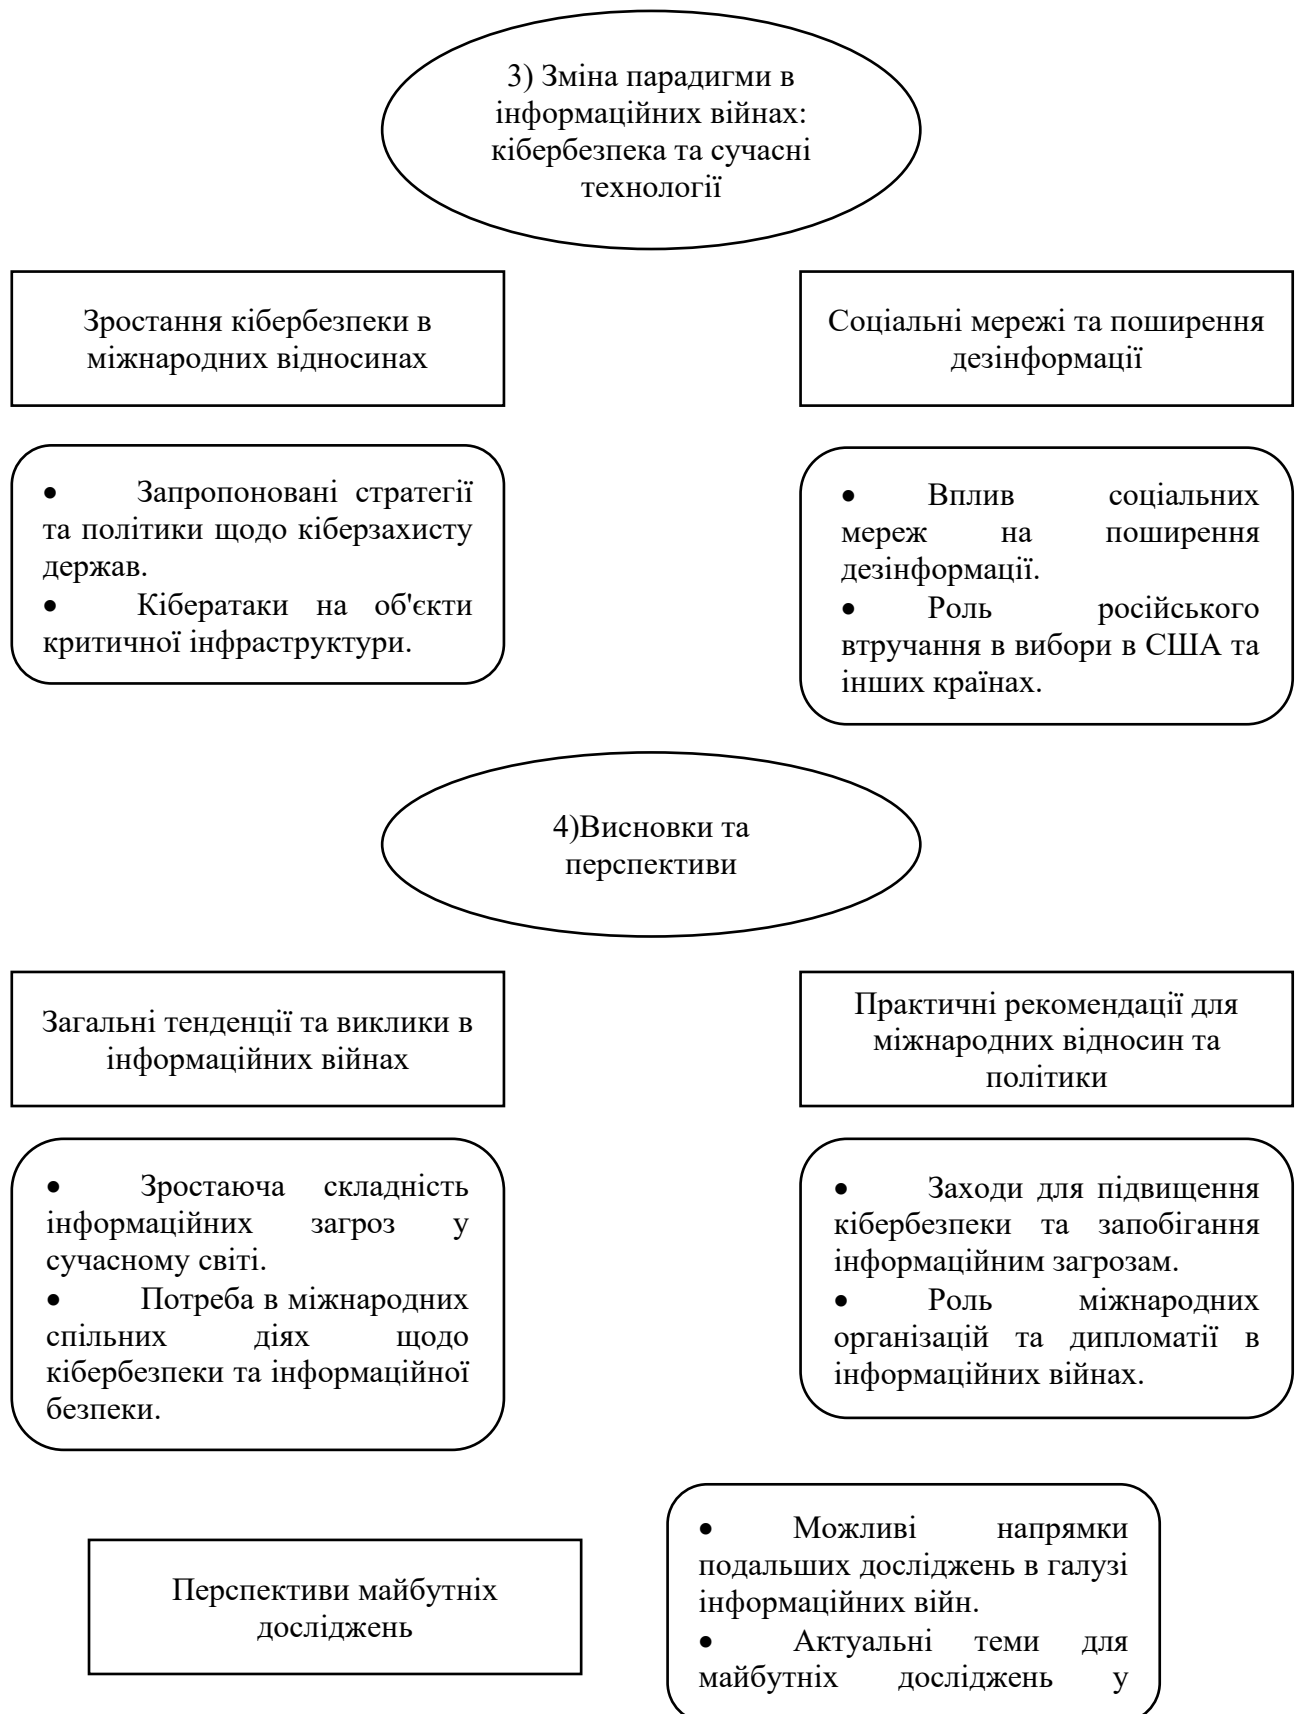 3) Зміна парадигми в
інформаційних війнах:
кібербезпека та сучасні
технології
Зростання кібербезпеки в
міжнародних відносинах
Соціальні мережі та поширення
дезінформації
• Запропоновані стратегії
та політики щодо кіберзахисту
держав.
• Кібератаки на об'єкти
критичної інфраструктури.
• Вплив соціальних
мереж на поширення
дезінформації.
• Роль російського
втручання в вибори в США та
інших країнах.
4)Висновки та
перспективи
Загальні тенденції та виклики в
інформаційних війнах
Практичні рекомендації для
міжнародних відносин та
політики
• Зростаюча складність
інформаційних загроз у
сучасному світі.
• Потреба в міжнародних
спільних діях щодо
кібербезпеки та інформаційної
безпеки.
• Заходи для підвищення
кібербезпеки та запобігання
інформаційним загрозам.
• Роль міжнародних
організацій та дипломатії в
інформаційних війнах.
Перспективи майбутніх
досліджень
• Можливі напрямки
подальших досліджень в галузі
інформаційних війн.
• Актуальні теми для
майбутніх досліджень у